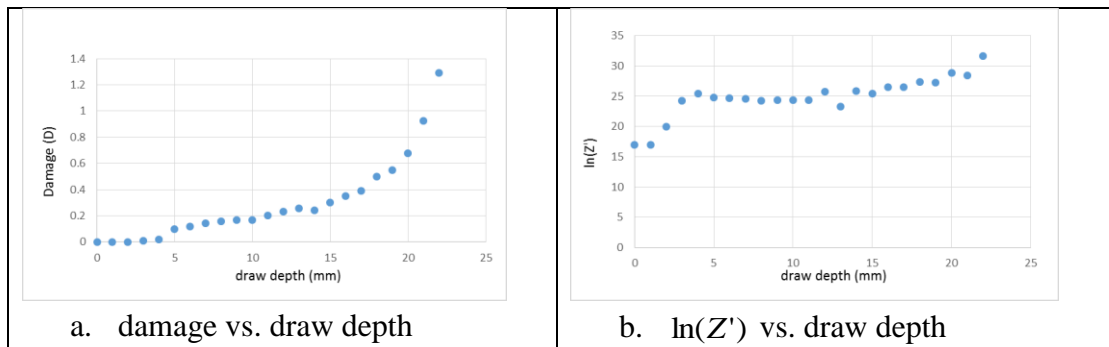 1.4
1.2
1
0.8
0.6
0.4
0.2
0
Damage (D)
0 5 10 15 20 25
draw depth (mm)
a. damage vs. draw depth
35
30
25
20
15
10
5
0
ln(Z')
0 5 10 15 20 25
draw depth (mm)
b. ln(Z') vs. draw depth